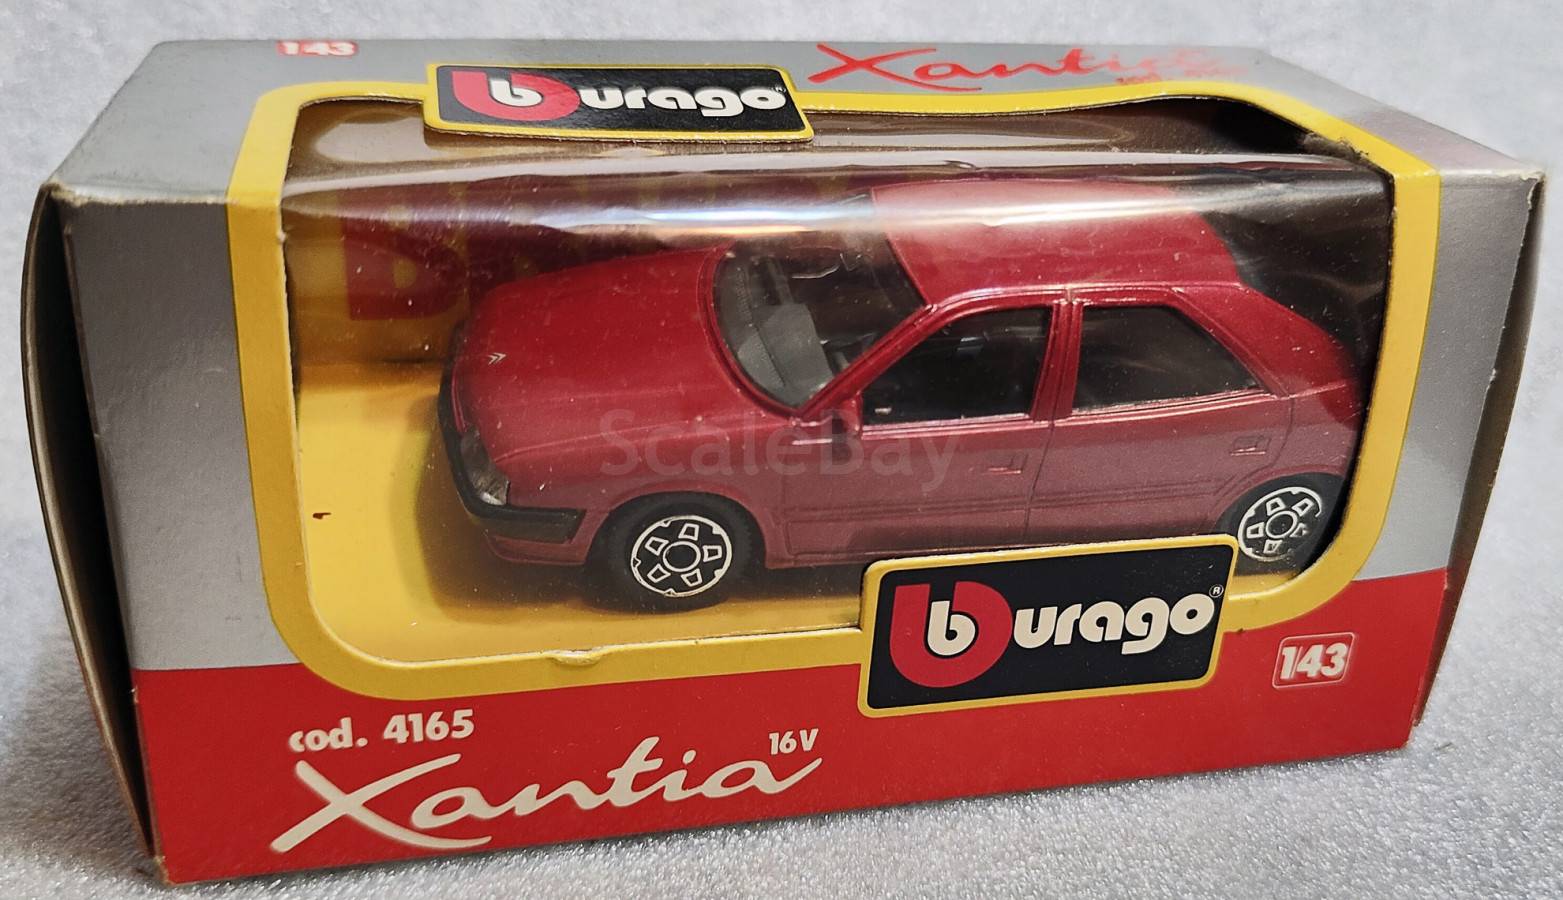 1:43
Xantia
burago
ScaleBay
burago®
1/43
cod. 4165
Xantia 16V